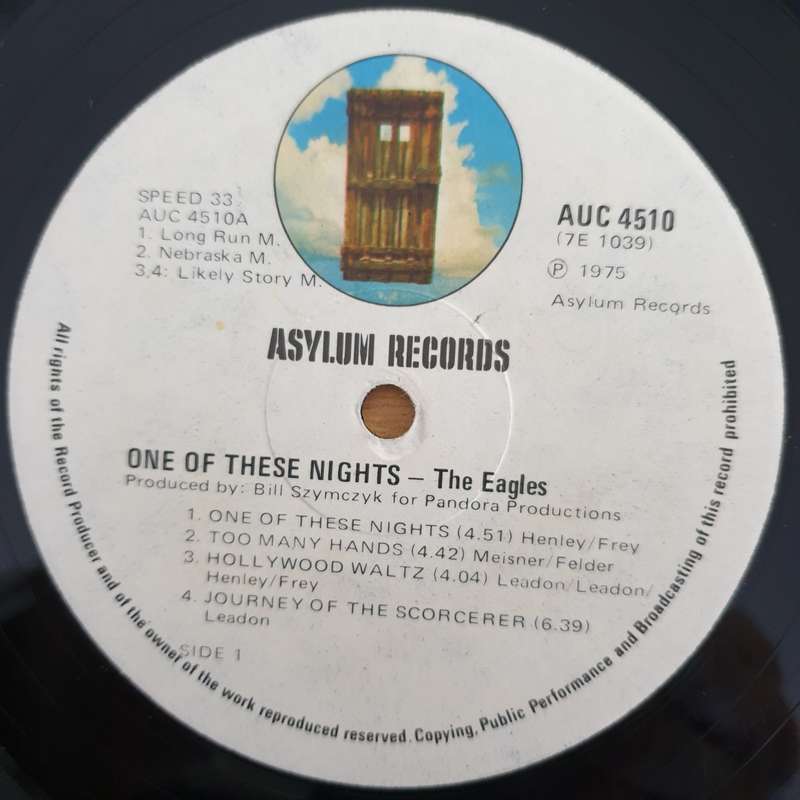 SPEED 33⅓
AUC 4510A
1. Long Run M.
2. Nebraska M.
3,4: Likely Story M.
AUC 4510
(7E 1039)
℗ 1975
Asylum Records
ASYLUM RECORDS
ONE OF THESE NIGHTS – The Eagles
Produced by: Bill Szymczyk for Pandora Productions
1. ONE OF THESE NIGHTS (4.51) Henley/Frey
2. TOO MANY HANDS (4.42) Meisner/Felder
3. HOLLYWOOD WALTZ (4.04) Leadon/Leadon/
Henley/Frey
4. JOURNEY OF THE SCORCERER (6.39)
Leadon
SIDE 1
All rights of the Record Producer and of the owner of the work reproduced reserved. Copying, Public Performance and Broadcasting of this record prohibited